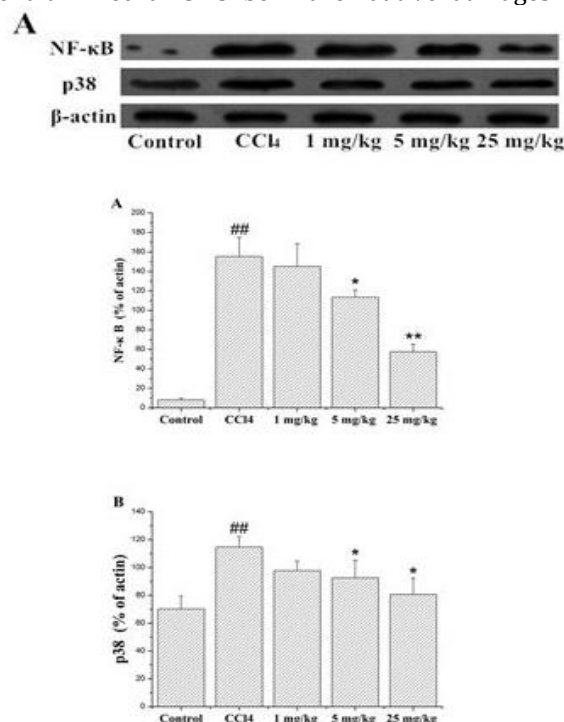 A
NF-κB
p38
β-actin
Control CCl4 1 mg/kg 5 mg/kg 25 mg/kg
A
200
180
160
140
120
100
80
60
40
20
0
NF-κ B (% of actin)
##
*
**
Control CCl4 1 mg/kg 5 mg/kg 25 mg/kg
B
140
120
100
80
60
40
20
0
p38 (% of actin)
##
*
*
Control CCl4 1 mg/kg 5 mg/kg 25 mg/kg